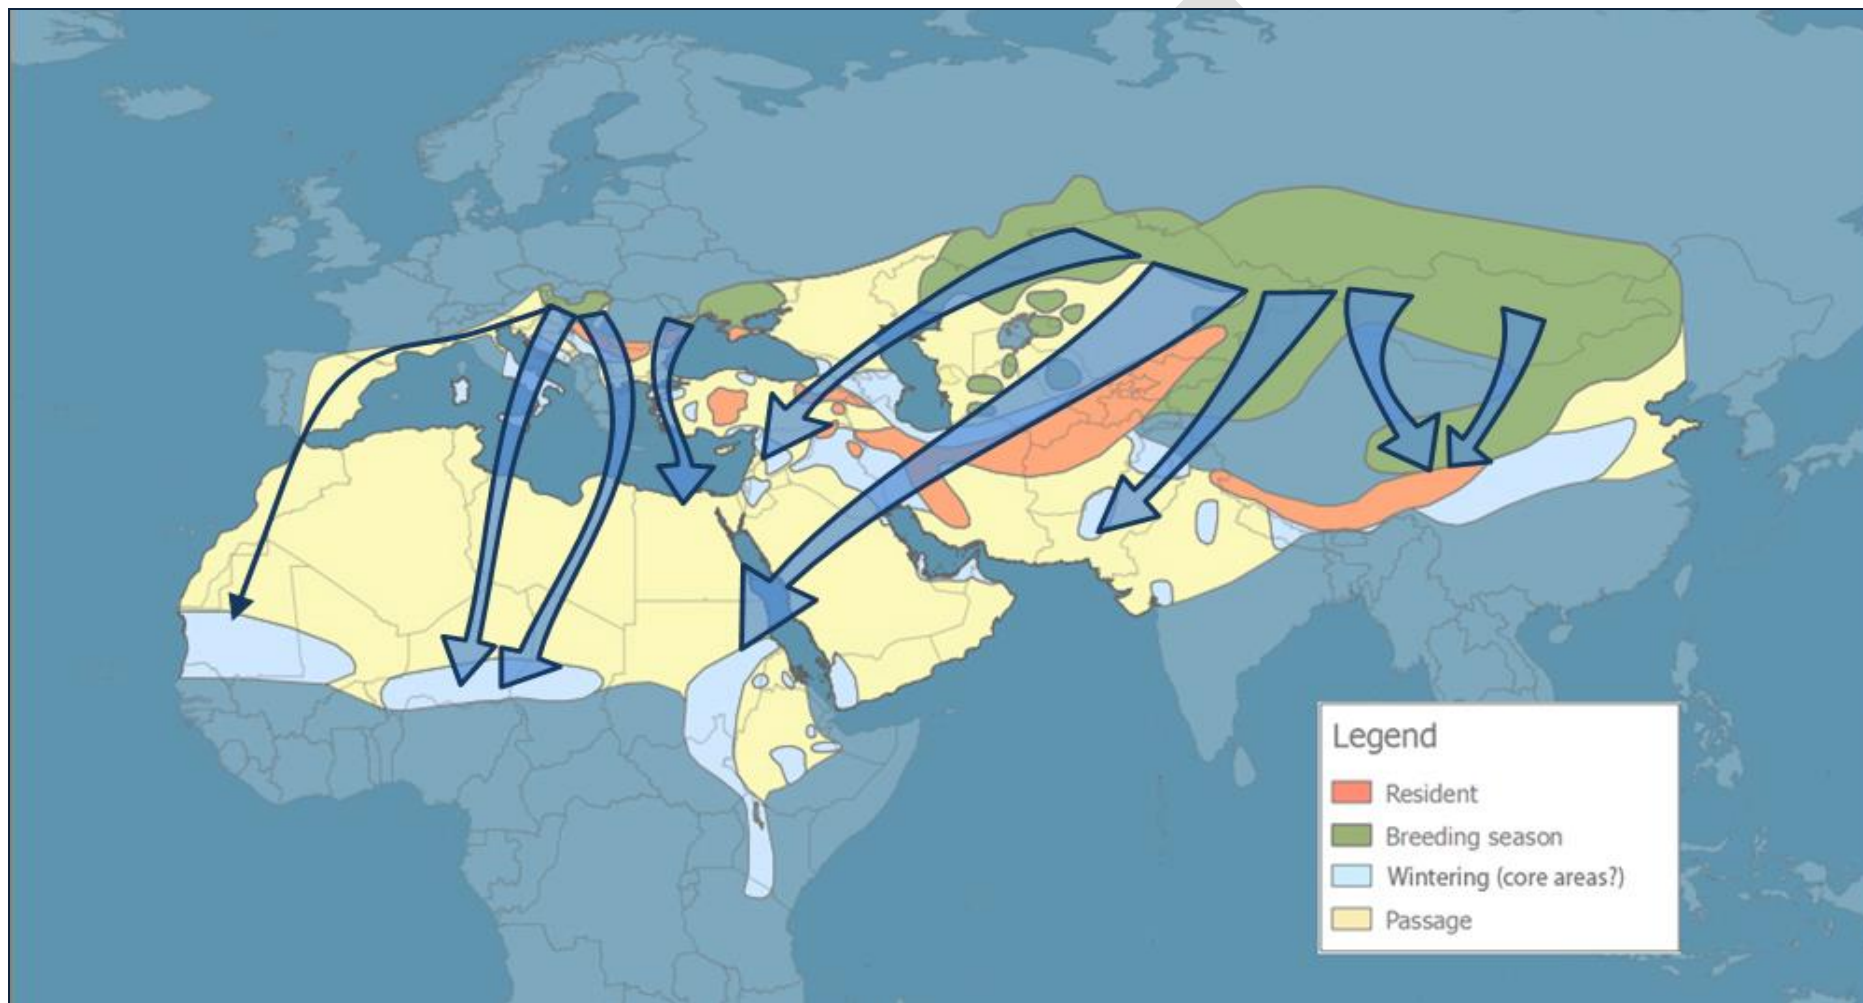 Legend
Resident
Breeding season
Wintering (core areas?)
Passage